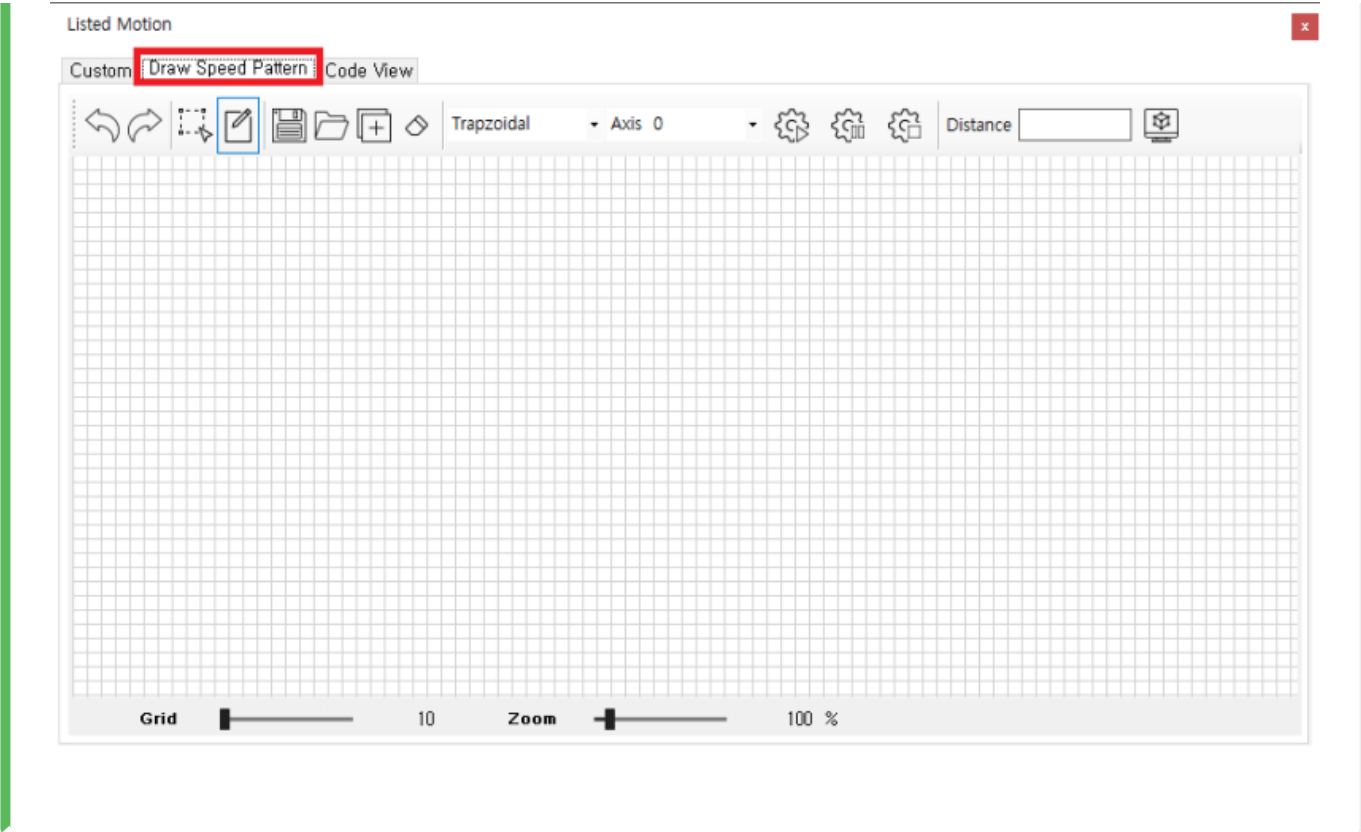 Listed Motion
x
Custom Draw Speed Pattern Code View
Trapzoidal Axis 0 Distance
Grid 10 Zoom 100 %